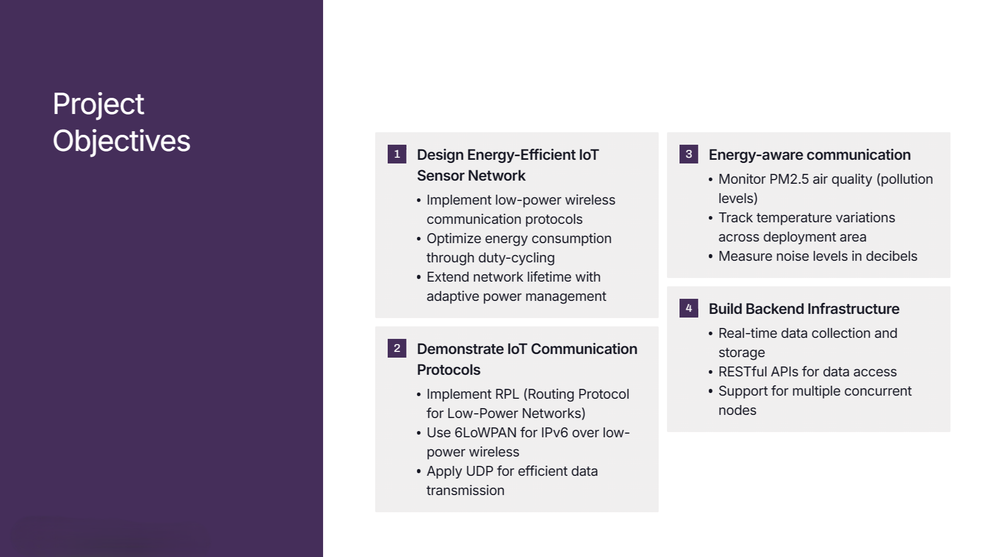 Project
Objectives
1
Design Energy-Efficient IoT
Sensor Network
• Implement low-power wireless
communication protocols
• Optimize energy consumption
through duty-cycling
• Extend network lifetime with
adaptive power management
2
Demonstrate IoT Communication
Protocols
• Implement RPL (Routing Protocol
for Low-Power Networks)
• Use 6LoWPAN for IPv6 over low-
power wireless
• Apply UDP for efficient data
transmission
3
Energy-aware communication
• Monitor PM2.5 air quality (pollution
levels)
• Track temperature variations
across deployment area
• Measure noise levels in decibels
4
Build Backend Infrastructure
• Real-time data collection and
storage
• RESTful APIs for data access
• Support for multiple concurrent
nodes